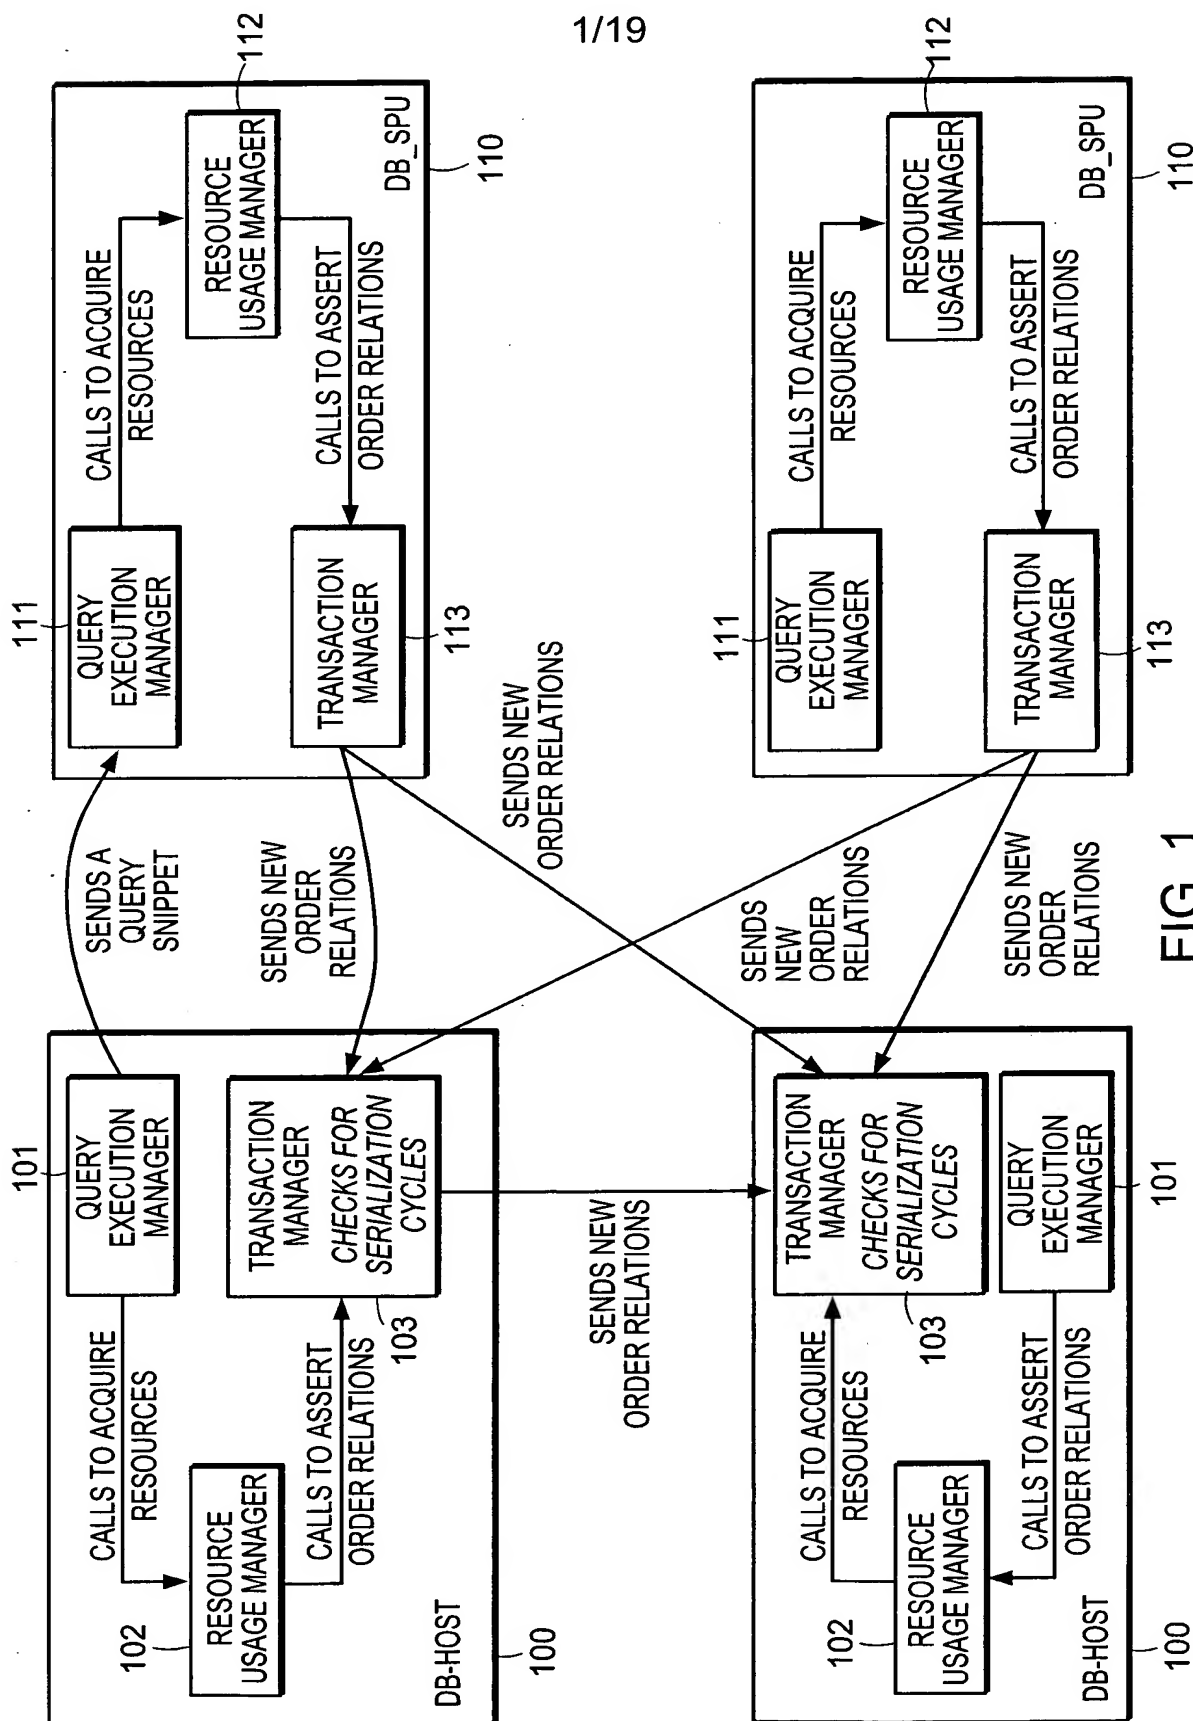 1/19
112
RESOURCE
USAGE MANAGER
DB_SPU
110
CALLS TO ACQUIRE
RESOURCES
CALLS TO ASSERT
ORDER RELATIONS
111
QUERY
EXECUTION
MANAGER
TRANSACTION
MANAGER
113
SENDS A
QUERY
SNIPPET
SENDS NEW
ORDER
RELATIONS
SENDS NEW
ORDER RELATIONS
101
QUERY
EXECUTION
MANAGER
TRANSACTION
MANAGER
CHECKS FOR
SERIALIZATION
CYCLES
103
CALLS TO ACQUIRE
RESOURCES
CALLS TO ASSERT
ORDER RELATIONS
102
RESOURCE
USAGE MANAGER
DB-HOST
100
SENDS NEW
ORDER RELATIONS
112
RESOURCE
USAGE MANAGER
DB_SPU
110
CALLS TO ACQUIRE
RESOURCES
CALLS TO ASSERT
ORDER RELATIONS
111
QUERY
EXECUTION
MANAGER
TRANSACTION
MANAGER
113
SENDS
NEW
ORDER
RELATIONS
SENDS NEW
ORDER
RELATIONS
TRANSACTION
MANAGER
CHECKS FOR
SERIALIZATION
CYCLES
103
QUERY
EXECUTION
MANAGER
101
CALLS TO ACQUIRE
RESOURCES
CALLS TO ASSERT
ORDER RELATIONS
102
RESOURCE
USAGE MANAGER
DB-HOST
100
FIG. 1